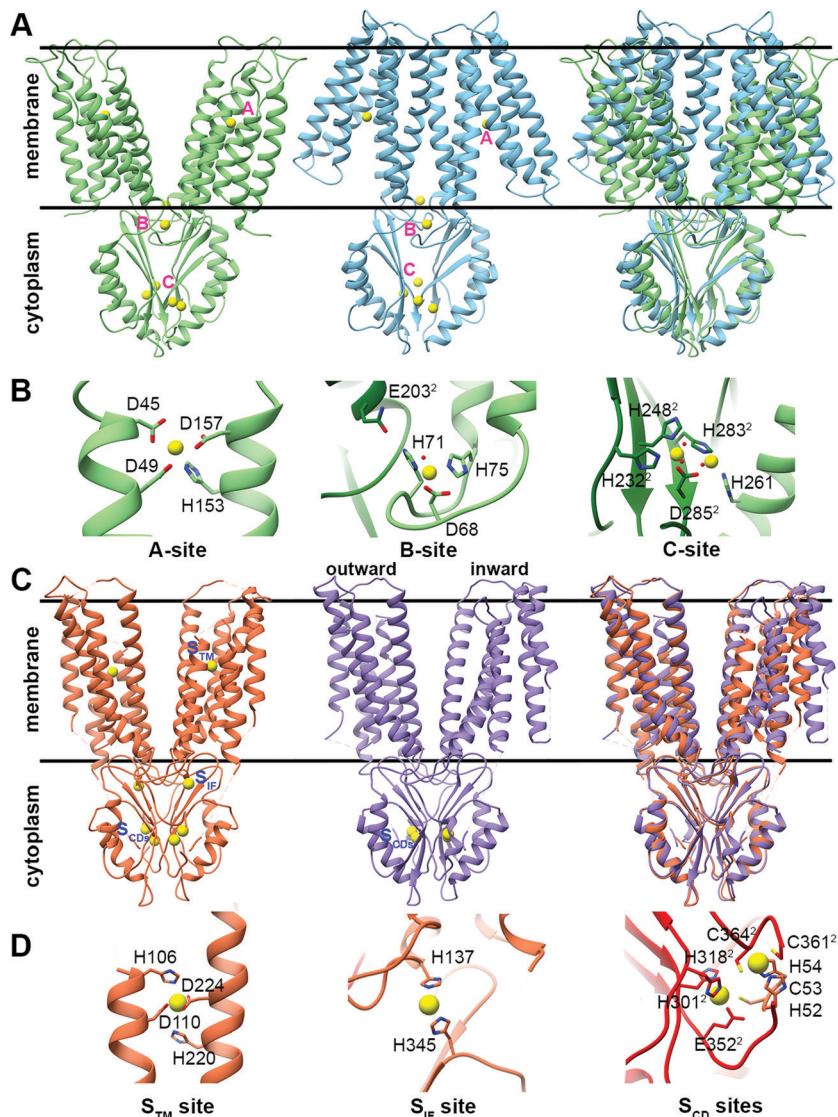 A
membrane
cytoplasm
A
B
C
A
B
C
B
D45
D157
D49
H153
A-site
E203²
H71
H75
D68
B-site
H248²
H283²
H232²
H261
D285²
C-site
C
outward
inward
membrane
cytoplasm
S_TM
S_IF
S_CDs
S_CDs
D
H106
D224
D110
H220
S_TM site
H137
H345
S_IF site
C364²
C361²
H318²
H54
C53
H301²
H52
E352²
S_CD sites